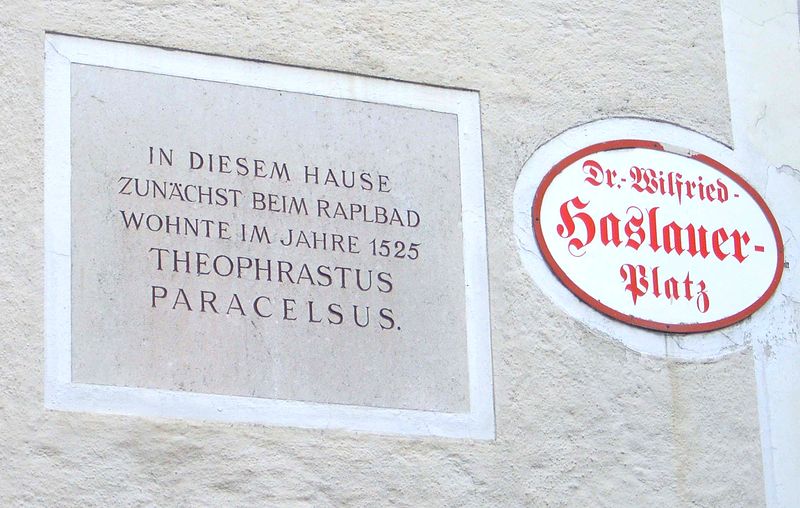 IN DIESEM HAUSE
ZUNÄCHST BEIM RAPLBAD
WOHNTE IM JAHRE 1525
THEOPHRASTUS
PARACELSUS.
Dr.-Wilfried-
Haslauer-
Platz